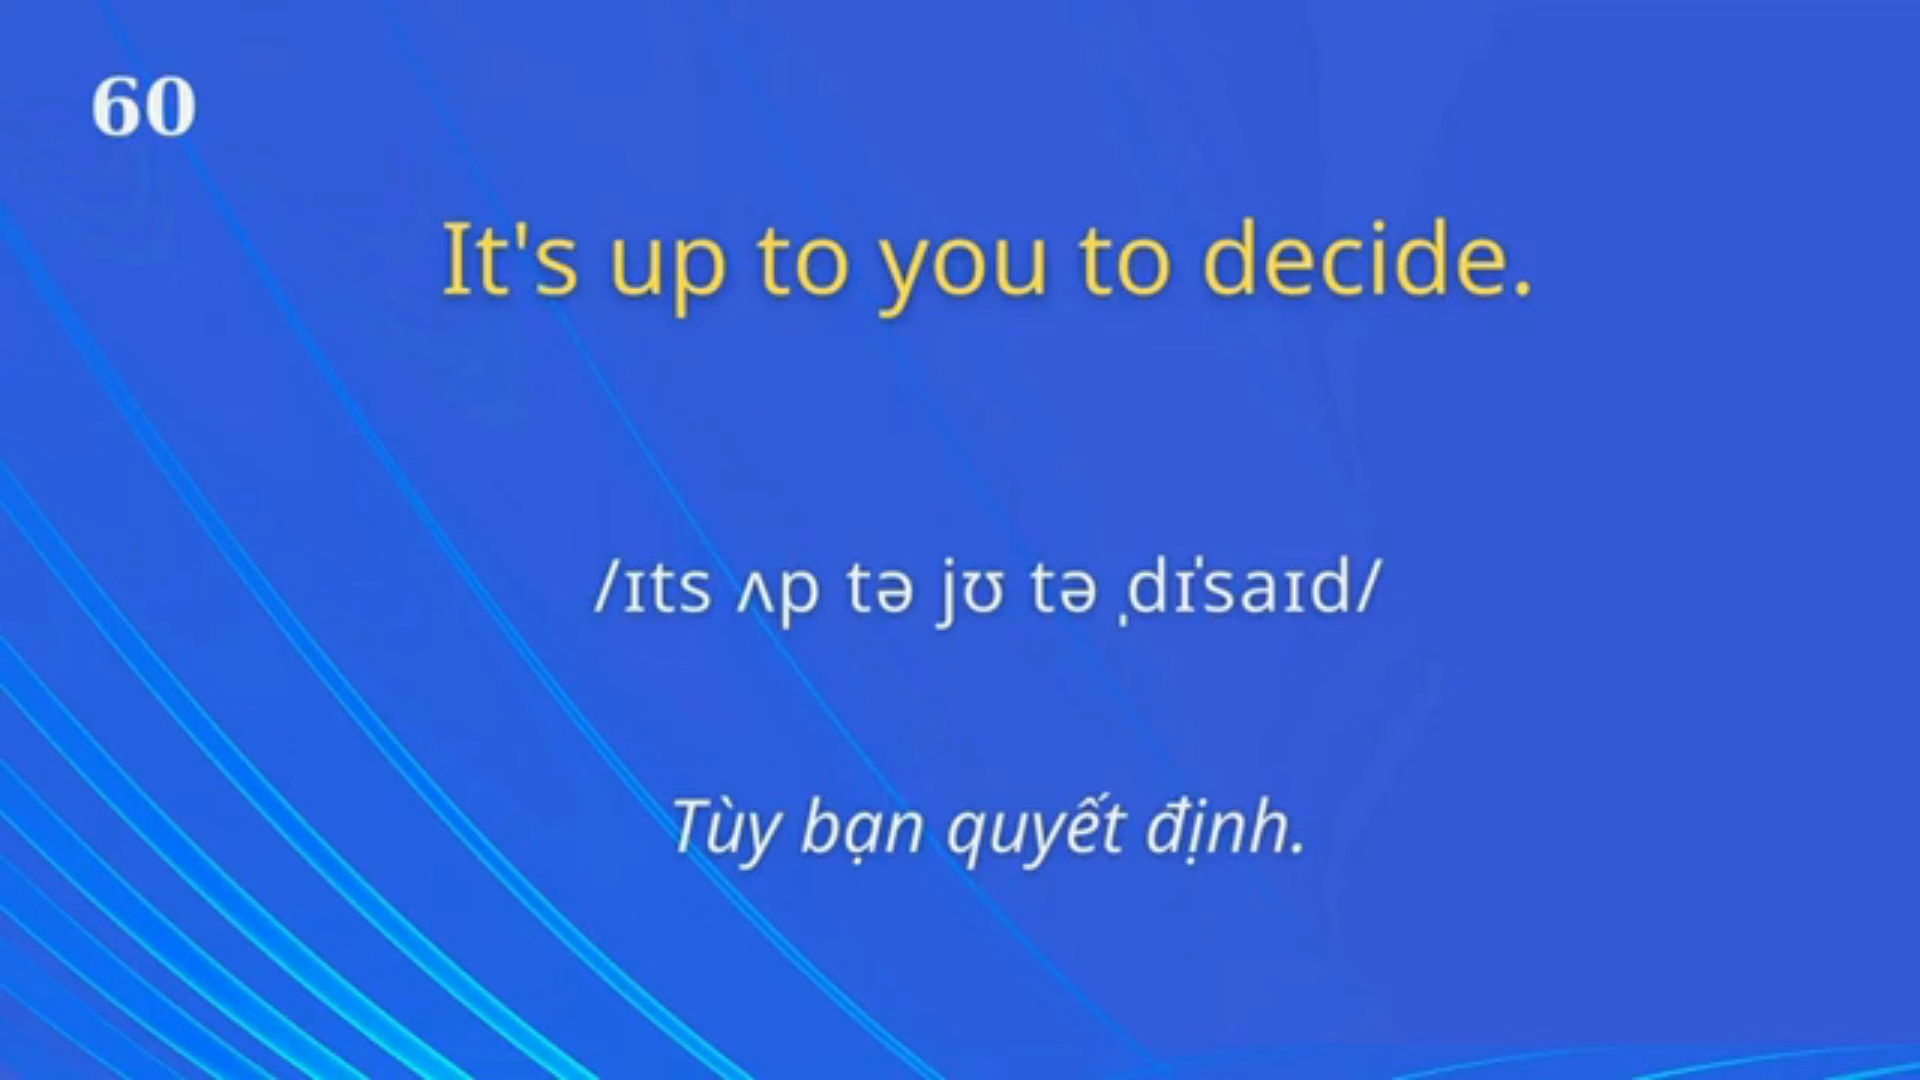 60
It's up to you to decide.
/ɪts ʌp tə jʊ tə ˌdɪˈsaɪd/
Tùy bạn quyết định.